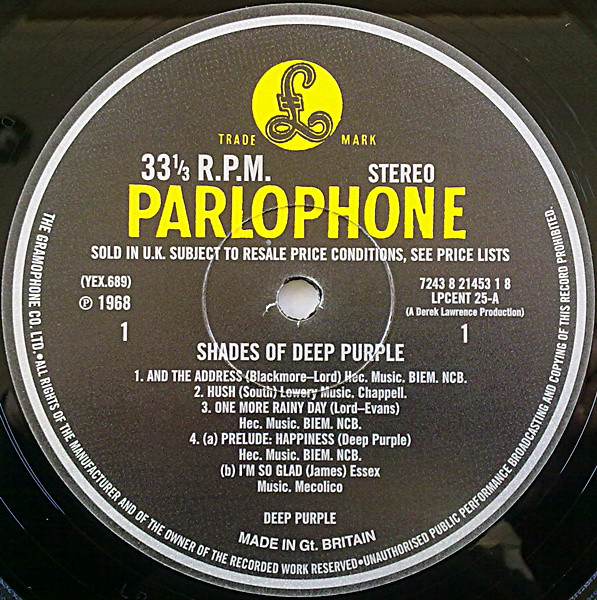 £
TRADE MARK
33⅓ R.P.M. STEREO
PARLOPHONE
SOLD IN U.K. SUBJECT TO RESALE PRICE CONDITIONS, SEE PRICE LISTS
(YEX.689) 7243 8 21453 1 8
℗ 1968 LPCENT 25-A
(A Derek Lawrence Production)
1 1
SHADES OF DEEP PURPLE
1. AND THE ADDRESS (Blackmore–Lord) Hec. Music. BIEM. NCB.
2. HUSH (South) Lowery Music. Chappell.
3. ONE MORE RAINY DAY (Lord–Evans)
Hec. Music. BIEM. NCB.
4. (a) PRELUDE: HAPPINESS (Deep Purple)
Hec. Music. BIEM. NCB.
(b) I'M SO GLAD (James) Essex
Music. Mecolico
DEEP PURPLE
MADE IN Gt. BRITAIN
THE GRAMOPHONE CO. LTD. • ALL RIGHTS OF THE MANUFACTURER AND OF THE OWNER OF THE RECORDED WORK RESERVED • UNAUTHORISED PUBLIC PERFORMANCE BROADCASTING AND COPYING OF THIS RECORD PROHIBITED.